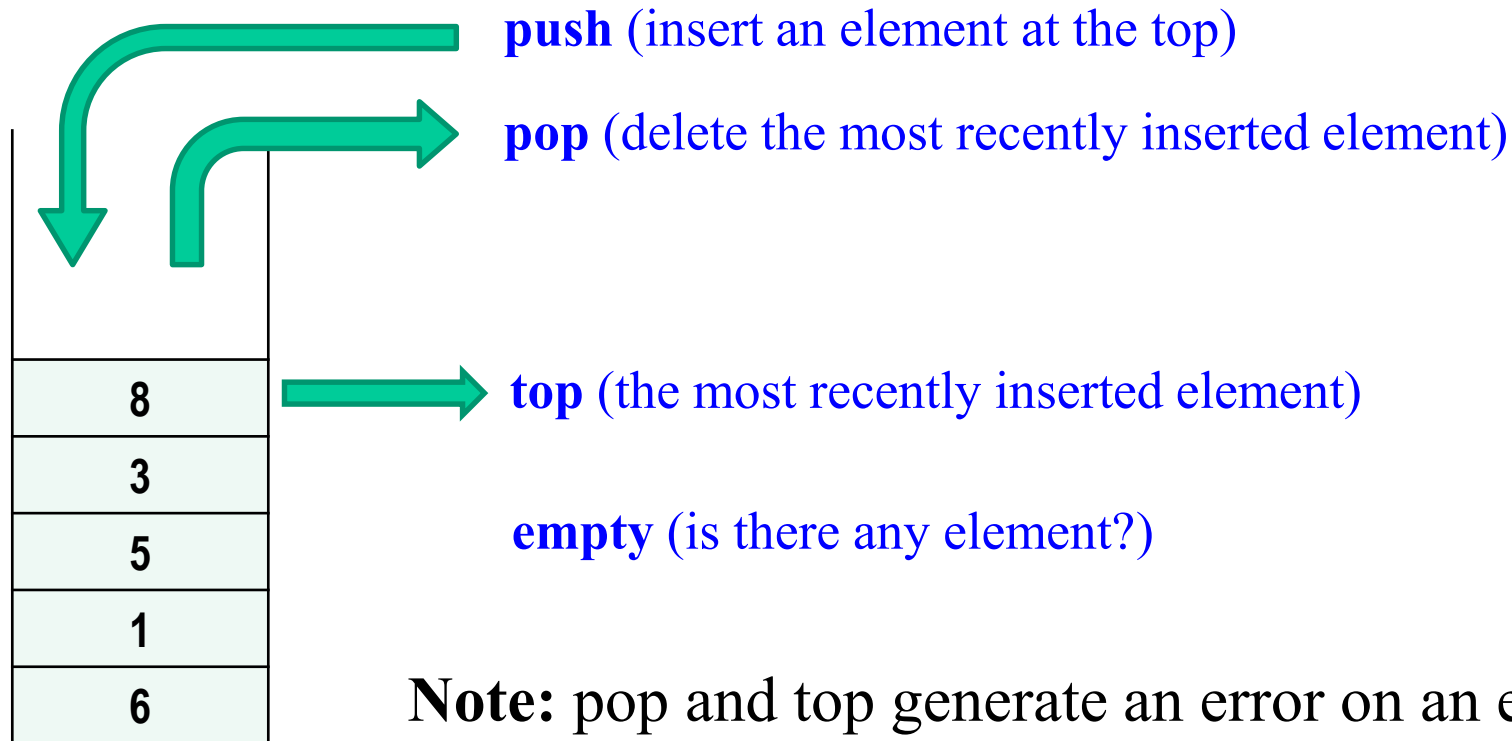 push (insert an element at the top)
pop (delete the most recently inserted element)
8
top (the most recently inserted element)
3
5
empty (is there any element?)
1
6
Note: pop and top generate an error on an e